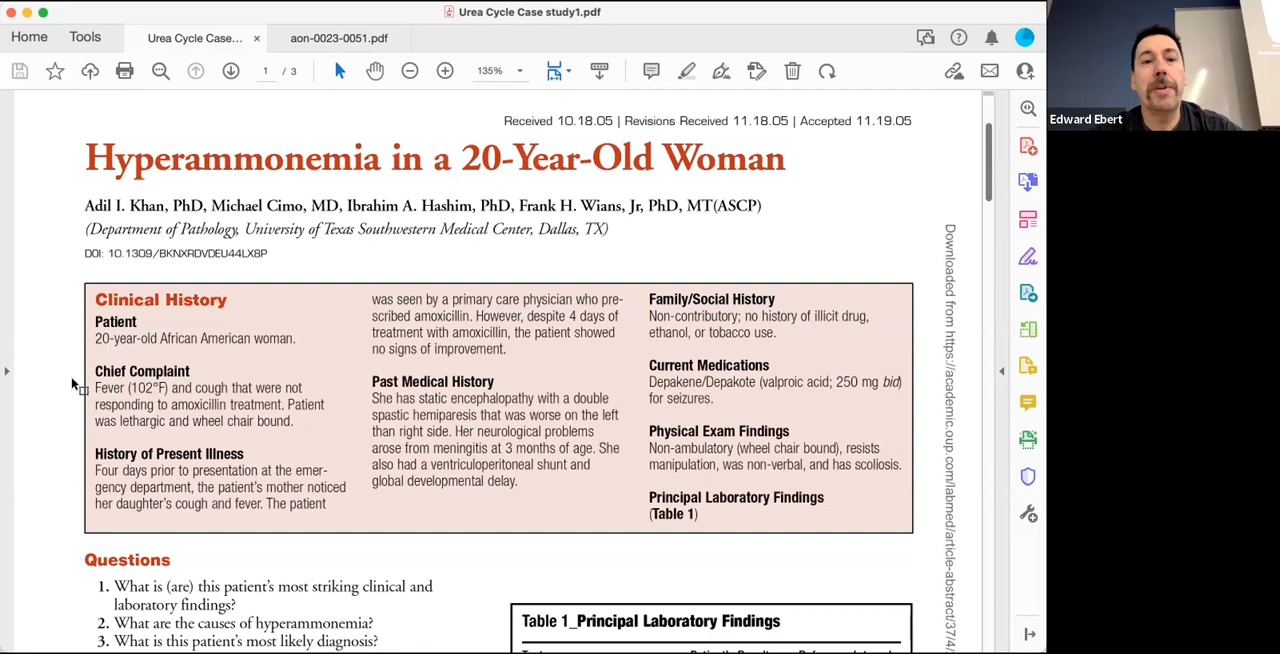 Urea Cycle Case study1.pdf
Home
Tools
Urea Cycle Case...
×
aon-0023-0051.pdf
1 / 3
135%
Received 10.18.05 | Revisions Received 11.18.05 | Accepted 11.19.05
Hyperammonemia in a 20-Year-Old Woman
Adil I. Khan, PhD, Michael Cimo, MD, Ibrahim A. Hashim, PhD, Frank H. Wians, Jr, PhD, MT(ASCP)
(Department of Pathology, University of Texas Southwestern Medical Center, Dallas, TX)
DOI: 10.1309/BKNXRDVDEU44LX8P
Clinical History
Patient
20-year-old African American woman.
Chief Complaint
Fever (102°F) and cough that were not
responding to amoxicillin treatment. Patient
was lethargic and wheel chair bound.
History of Present Illness
Four days prior to presentation at the emer-
gency department, the patient's mother noticed
her daughter's cough and fever. The patient
was seen by a primary care physician who pre-
scribed amoxicillin. However, despite 4 days of
treatment with amoxicillin, the patient showed
no signs of improvement.
Past Medical History
She has static encephalopathy with a double
spastic hemiparesis that was worse on the left
than right side. Her neurological problems
arose from meningitis at 3 months of age. She
also had a ventriculoperitoneal shunt and
global developmental delay.
Family/Social History
Non-contributory; no history of illicit drug,
ethanol, or tobacco use.
Current Medications
Depakene/Depakote (valproic acid; 250 mg bid)
for seizures.
Physical Exam Findings
Non-ambulatory (wheel chair bound), resists
manipulation, was non-verbal, and has scoliosis.
Principal Laboratory Findings
(Table 1)
Questions
1. What is (are) this patient's most striking clinical and
laboratory findings?
2. What are the causes of hyperammonemia?
3. What is this patient's most likely diagnosis?
Table 1_Principal Laboratory Findings
Downloaded from https://academic.oup.com/labmed/article-abstract/37/4/
Edward Ebert